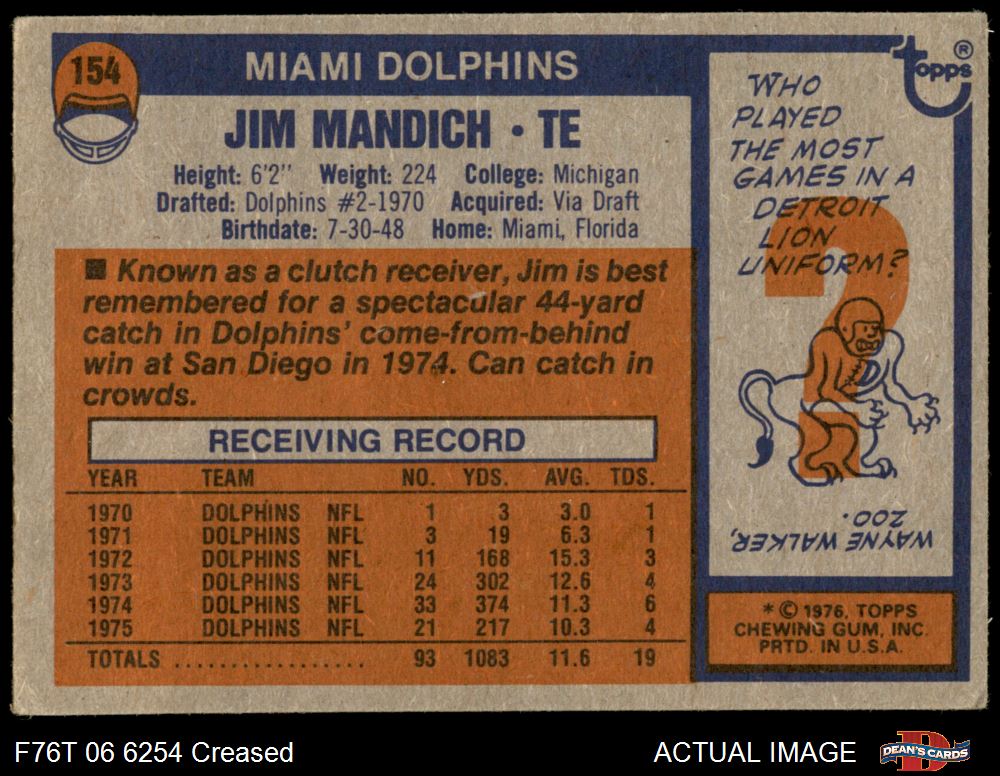 154
MIAMI DOLPHINS
JIM MANDICH • TE
Height: 6'2" Weight: 224 College: Michigan
Drafted: Dolphins #2-1970 Acquired: Via Draft
Birthdate: 7-30-48 Home: Miami, Florida
■ Known as a clutch receiver, Jim is best
remembered for a spectacular 44-yard
catch in Dolphins' come-from-behind
win at San Diego in 1974. Can catch in
crowds.
RECEIVING RECORD
YEAR TEAM NO. YDS. AVG. TDS.
1970 DOLPHINS NFL 1 3 3.0 1
1971 DOLPHINS NFL 3 19 6.3 1
1972 DOLPHINS NFL 11 168 15.3 3
1973 DOLPHINS NFL 24 302 12.6 4
1974 DOLPHINS NFL 33 374 11.3 6
1975 DOLPHINS NFL 21 217 10.3 4
TOTALS .................. 93 1083 11.6 19
topps®
WHO
PLAYED
THE MOST
GAMES IN A
DETROIT
LION
UNIFORM?
?
WAYNE WALKER,
200.
* © 1976, TOPPS
CHEWING GUM, INC.
PRTD. IN U.S.A.
F76T 06 6254 Creased
ACTUAL IMAGE
D
DEAN'S CARDS